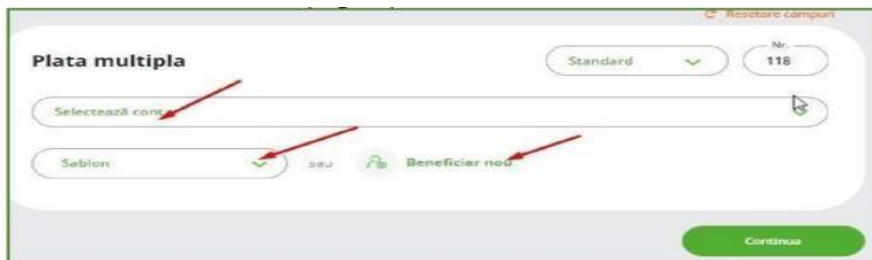 Resetare campuri
Plata multipla
Standard
Nr.
118
Selectează cont
Sablon
sau
Beneficiar nou
Continua